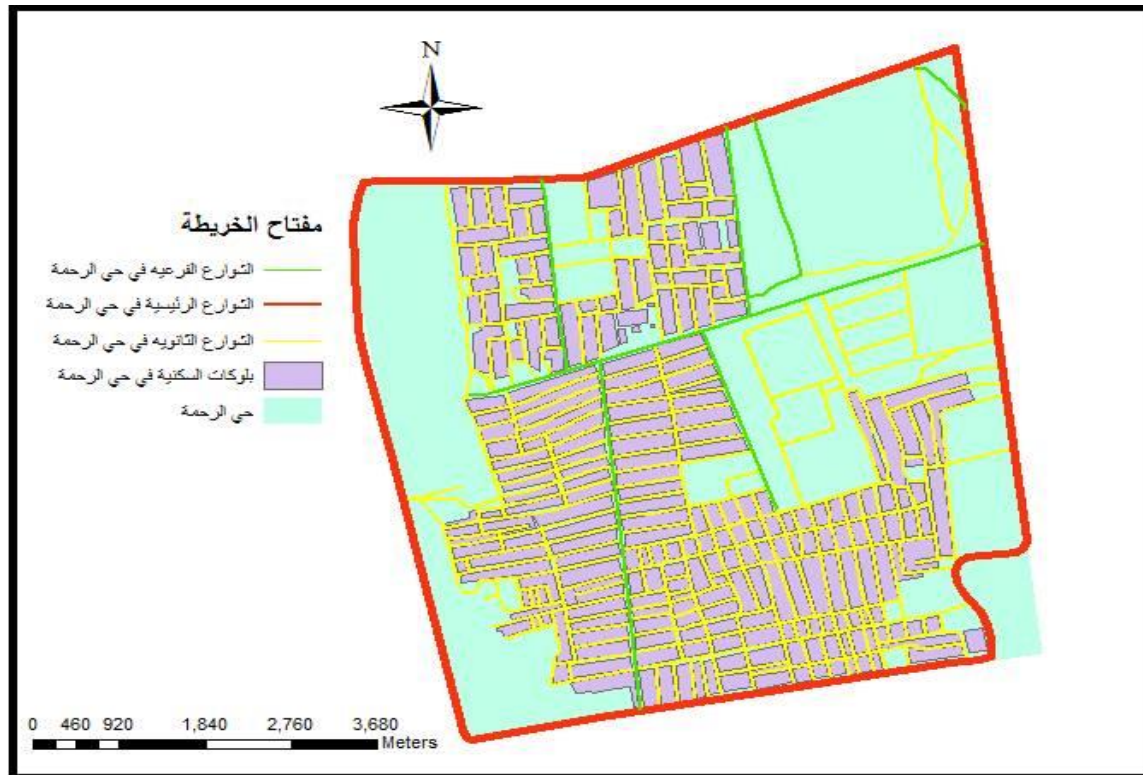 N
مفتاح الخريطة
الشوارع الفرعيه في حي الرحمة
الشوارع الرئيسية في حي الرحمة
الشوارع الثانويه في حي الرحمة
بلوكات السكنية في حي الرحمة
حي الرحمة
0 460 920 1,840 2,760 3,680
Meters